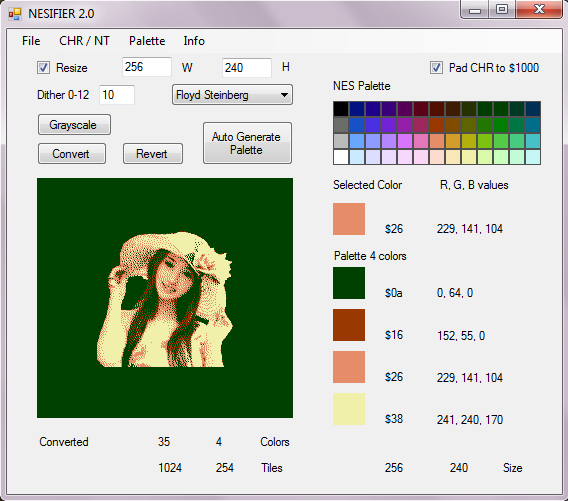 NESIFIER 2.0
File CHR / NT Palette Info
Resize 256 W 240 H Pad CHR to $1000
Dither 0-12 10 Floyd Steinberg NES Palette
Grayscale
Auto Generate
Palette
Convert Revert
Selected Color R, G, B values
$26 229, 141, 104
Palette 4 colors
$0a 0, 64, 0
$16 152, 55, 0
$26 229, 141, 104
$38 241, 240, 170
Converted 35 4 Colors
1024 254 Tiles 256 240 Size